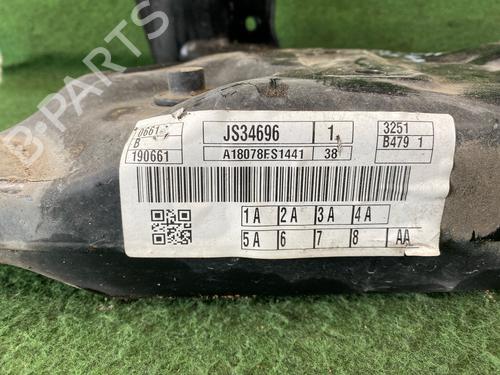 0661 JS34696 1. 3251
B B479 1
190661 A18078FS1441 38
1A 2A 3A 4A
5A 6 7 8 AA
B-Parts